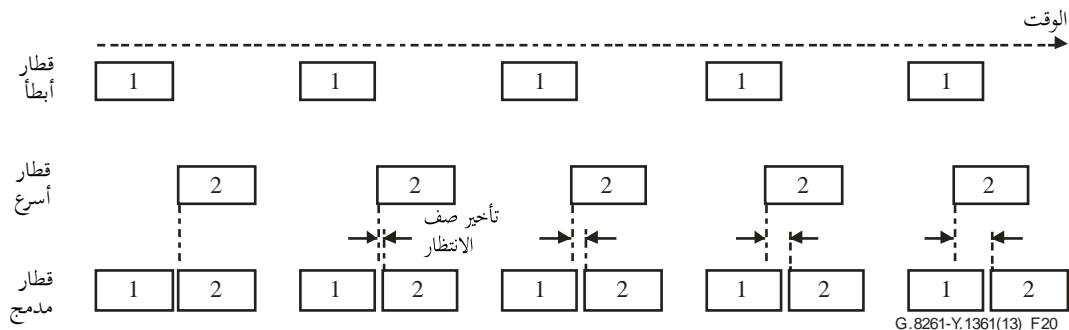 الوقت
قطار
أبطأ
1 1 1 1 1
قطار
أسرع
2 2 2 2 2
تأخير صف
الانتظار
قطار
مدمج
1 2 1 2 1 2 1 2 1 2
G.8261-Y.1361(13) F20